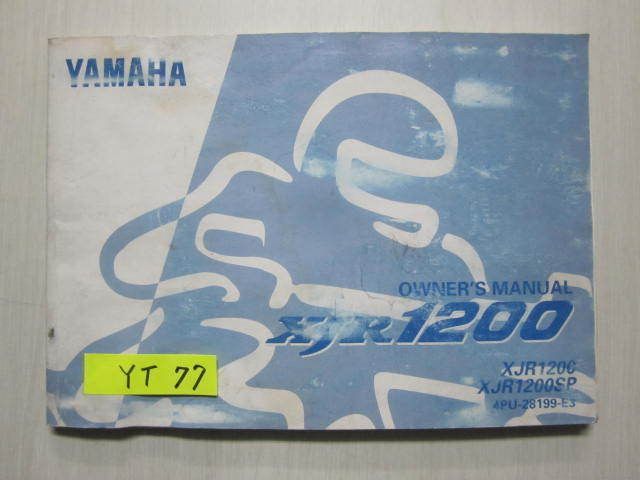 YAMAHA
OWNER'S MANUAL
XJR1200
XJR1200
XJR1200SP
4PU-28199-E3
YT 77